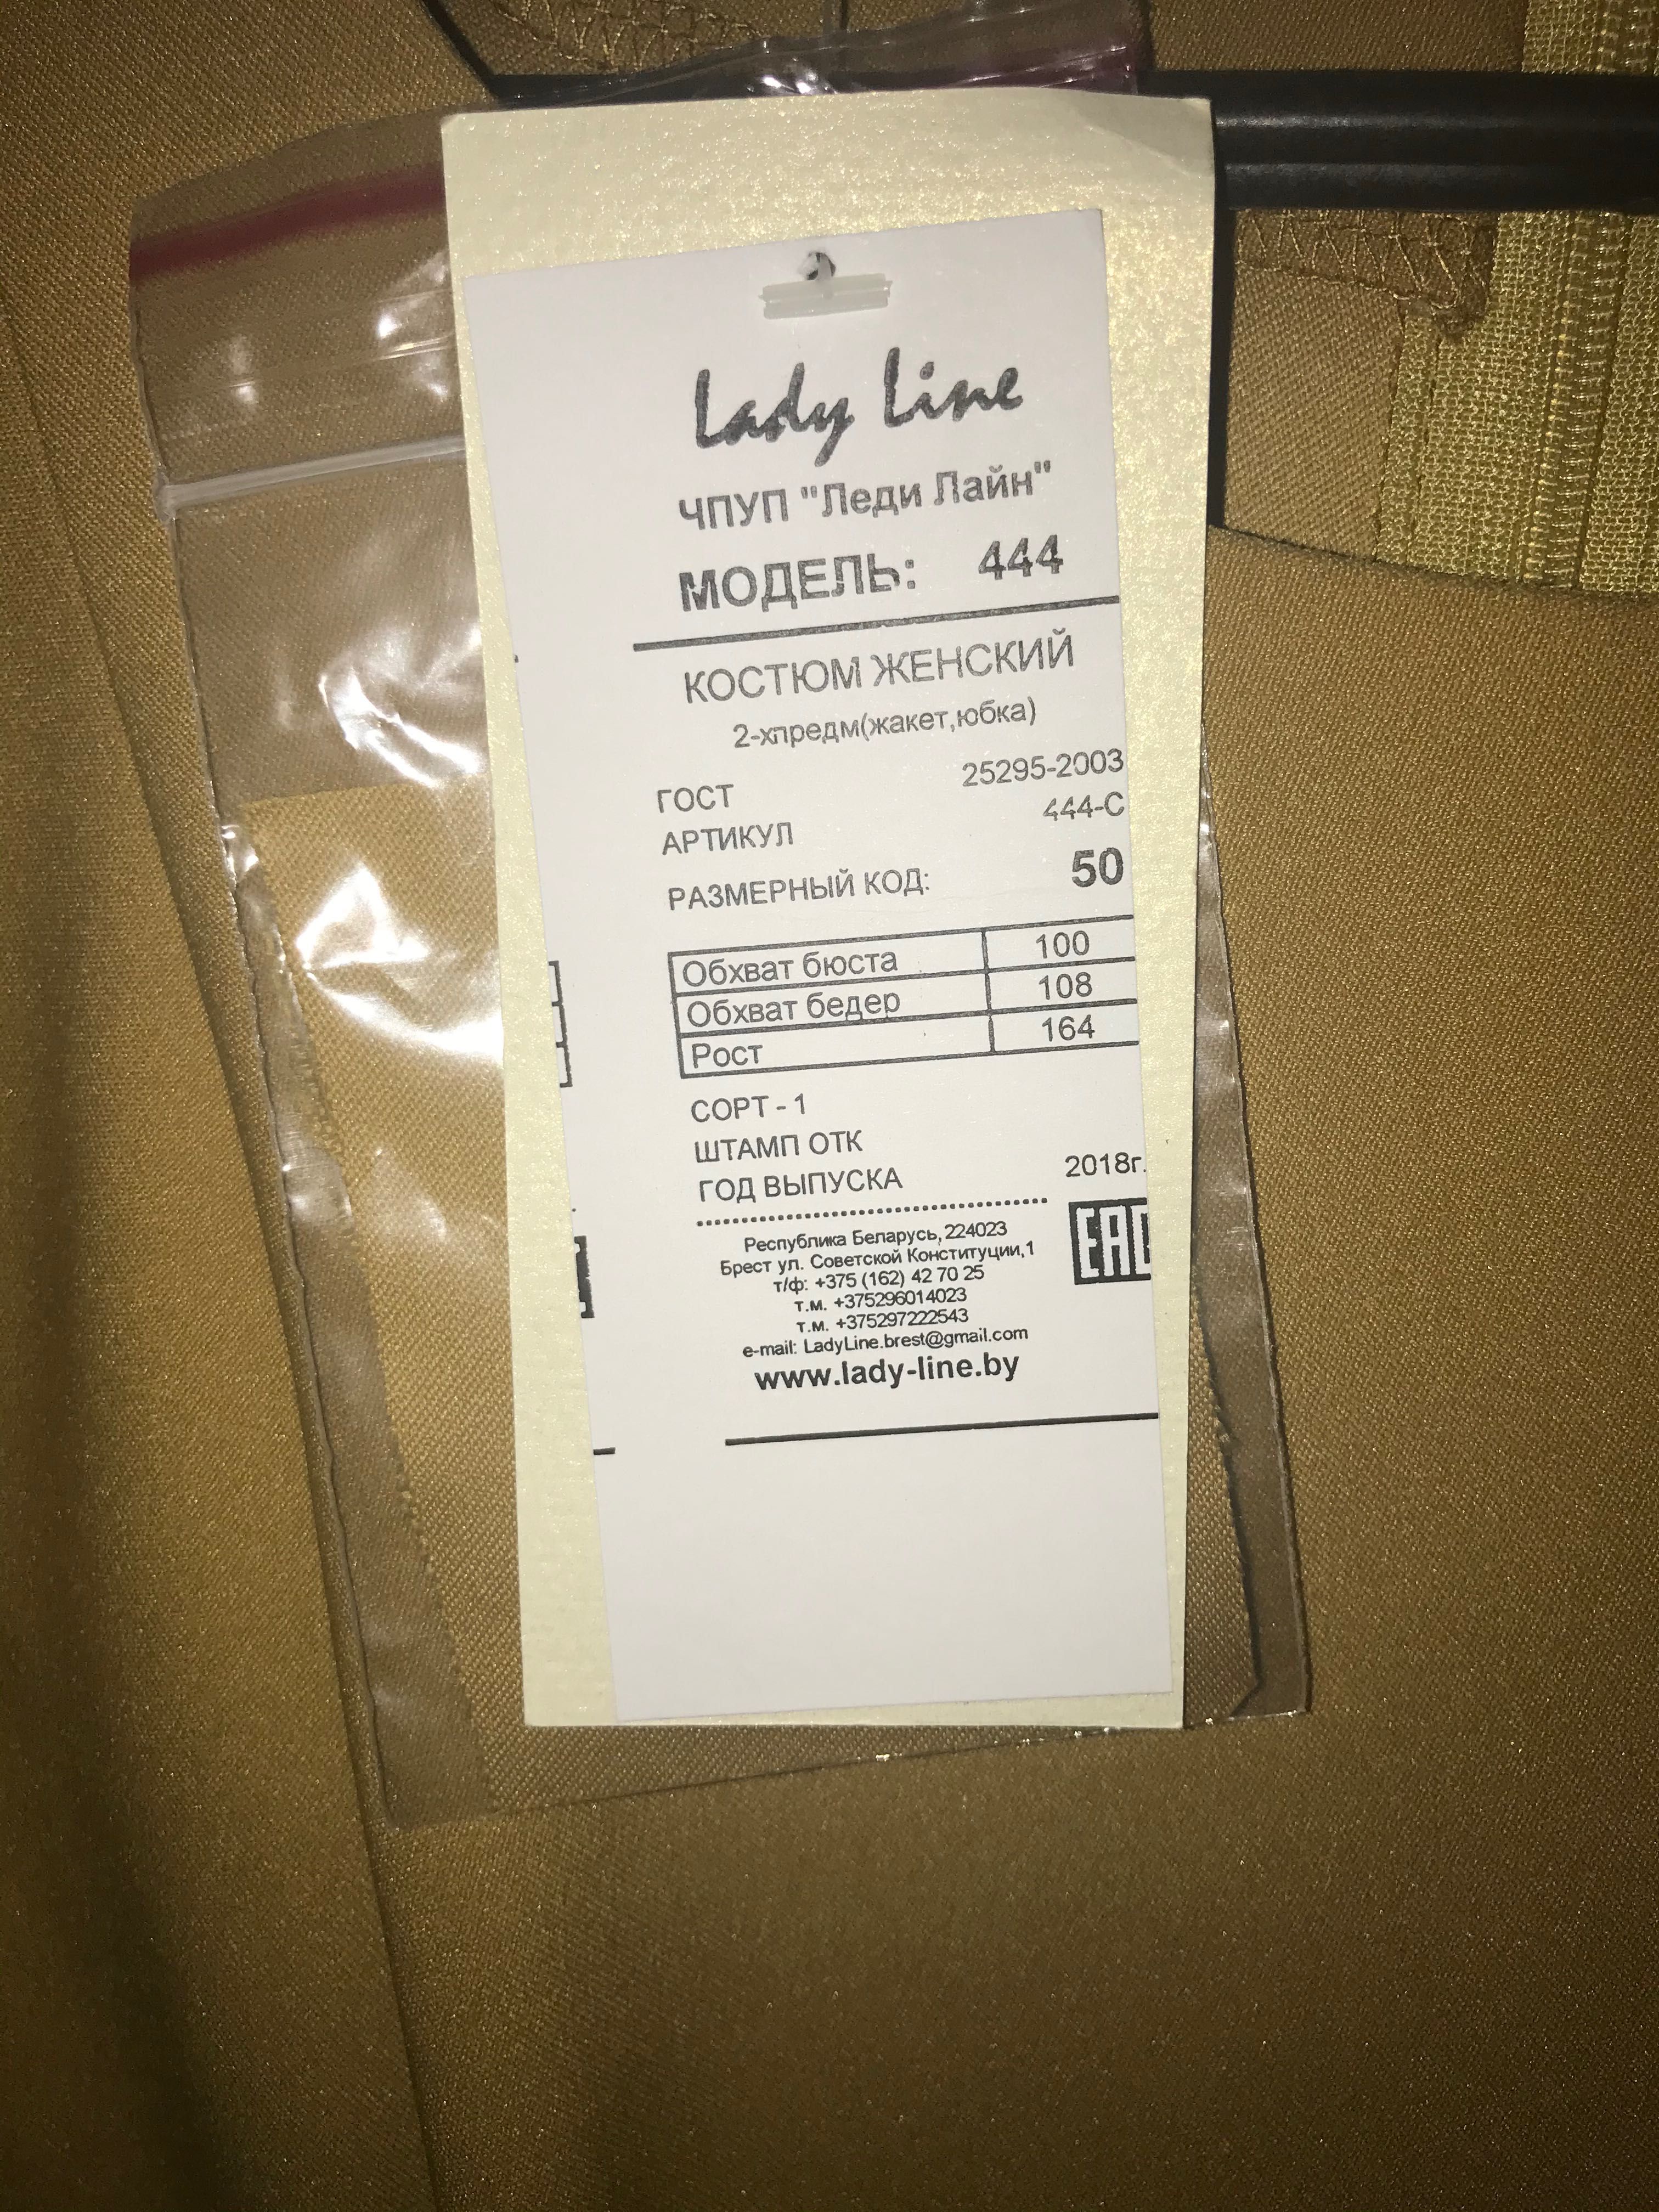 Lady Line
ЧПУП "Леди Лайн"
МОДЕЛЬ: 444
КОСТЮМ ЖЕНСКИЙ
2-хпредм(жакет,юбка)
ГОСТ 25295-2003
АРТИКУЛ 444-С
РАЗМЕРНЫЙ КОД: 50
Обхват бюста 100
Обхват бедер 108
Рост 164
СОРТ - 1
ШТАМП ОТК
ГОД ВЫПУСКА 2018г.
Республика Беларусь, 224023
Брест ул. Советской Конституции,1
т/ф: +375 (162) 42 70 25
т.м. +375296014023
т.м. +375297222543
e-mail: LadyLine.brest@gmail.com
www.lady-line.by
EAC